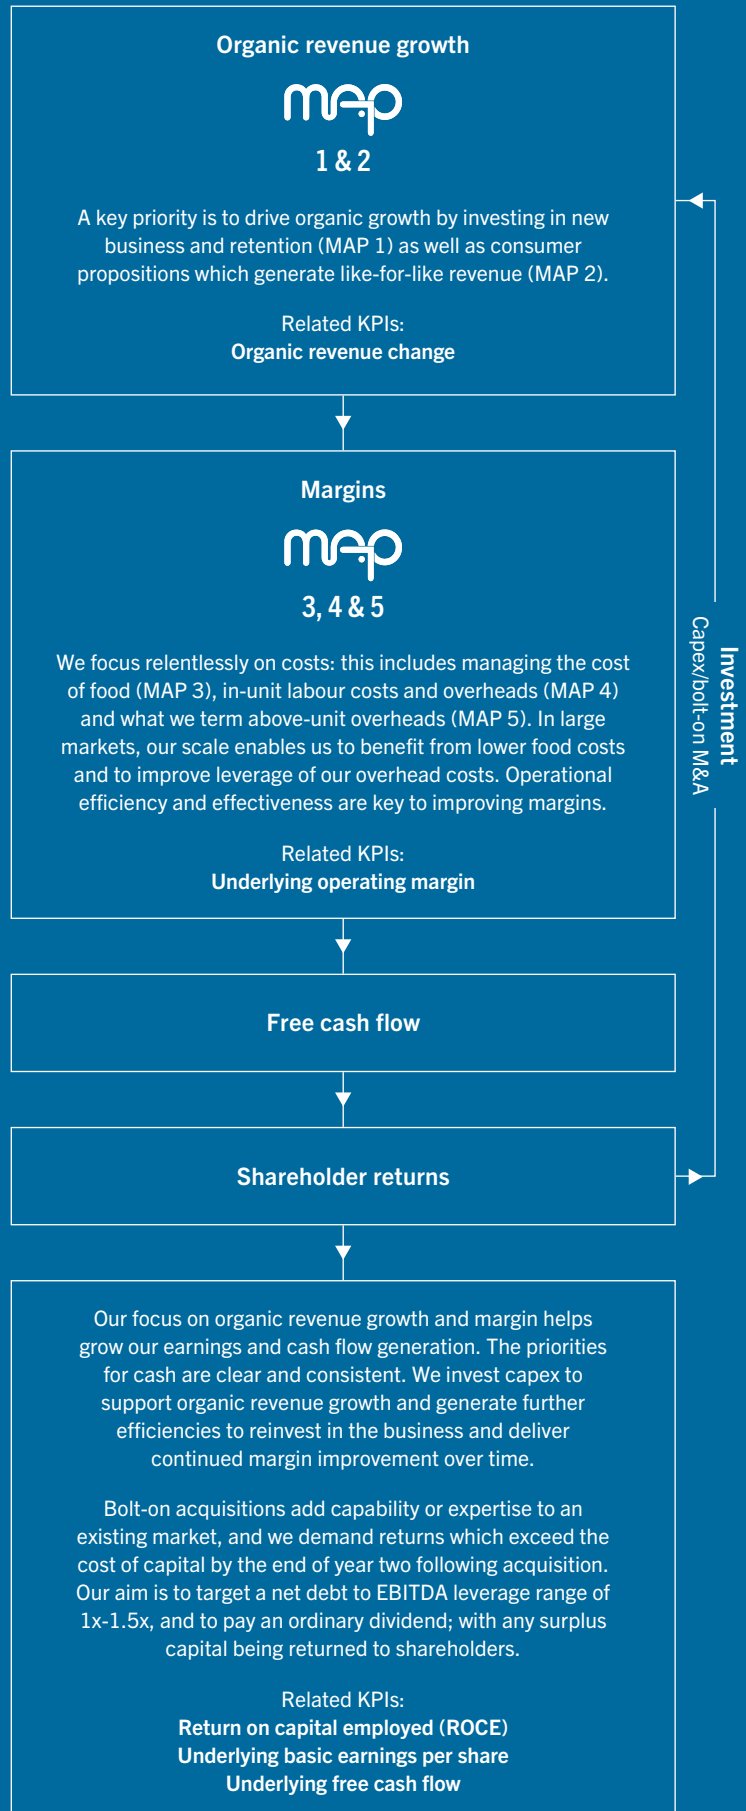 Organic revenue growth
map
1 & 2
A key priority is to drive organic growth by investing in new
business and retention (MAP 1) as well as consumer
propositions which generate like-for-like revenue (MAP 2).
Related KPIs:
Organic revenue change
Margins
map
3, 4 & 5
We focus relentlessly on costs: this includes managing the cost
of food (MAP 3), in-unit labour costs and overheads (MAP 4)
and what we term above-unit overheads (MAP 5). In large
markets, our scale enables us to benefit from lower food costs
and to improve leverage of our overhead costs. Operational
efficiency and effectiveness are key to improving margins.
Related KPIs:
Underlying operating margin
Free cash flow
Shareholder returns
Investment
Capex/bolt-on M&A
Our focus on organic revenue growth and margin helps
grow our earnings and cash flow generation. The priorities
for cash are clear and consistent. We invest capex to
support organic revenue growth and generate further
efficiencies to reinvest in the business and deliver
continued margin improvement over time.
Bolt-on acquisitions add capability or expertise to an
existing market, and we demand returns which exceed the
cost of capital by the end of year two following acquisition.
Our aim is to target a net debt to EBITDA leverage range of
1x-1.5x, and to pay an ordinary dividend; with any surplus
capital being returned to shareholders.
Related KPIs:
Return on capital employed (ROCE)
Underlying basic earnings per share
Underlying free cash flow